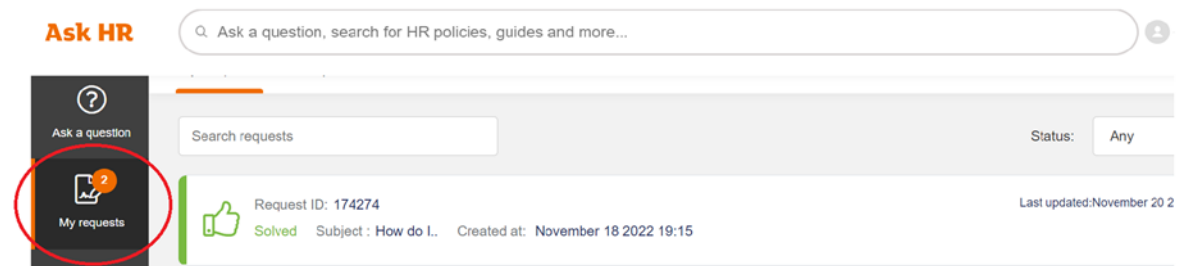 Ask HR
Ask a question, search for HR policies, guides and more...
Ask a question
Search requests
Status: Any
2
My requests
Request ID: 174274
Last updated:November 20 2
Solved Subject : How do I.. Created at: November 18 2022 19:15